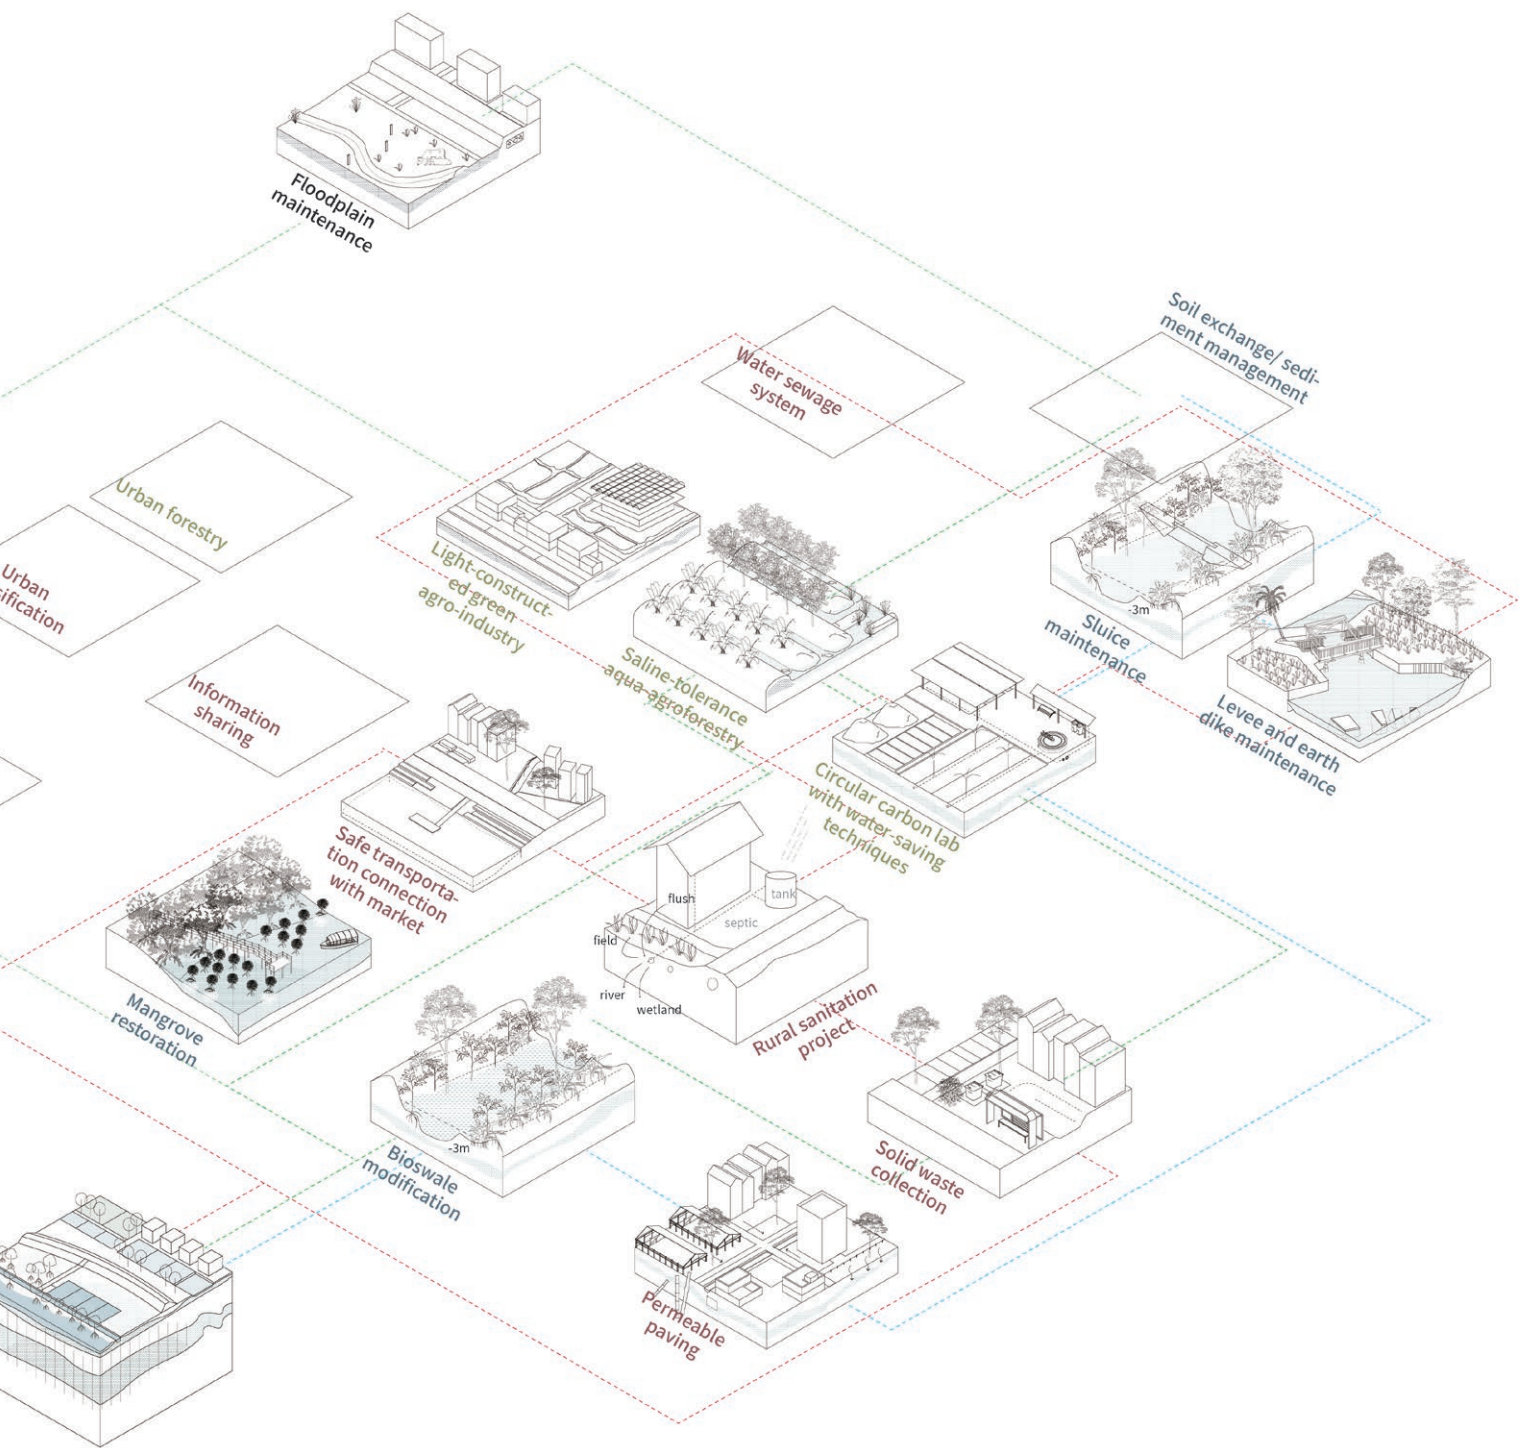 Floodplain
maintenance
Soil exchange/ sedi-
ment management
Water sewage
system
Urban forestry
Urban
sification
Light-construct-
ed green
agro-industry
Saline-tolerance
aqua-agroforestry
-3m
Sluice
maintenance
Levee and earth
dike maintenance
Information
sharing
Circular carbon lab
with water-saving
techniques
Safe transporta-
tion connection
with market
flush
tank
septic
field
river
wetland
Rural sanitation
project
Mangrove
restoration
-3m
Bioswale
modification
Solid waste
collection
Permeable
paving